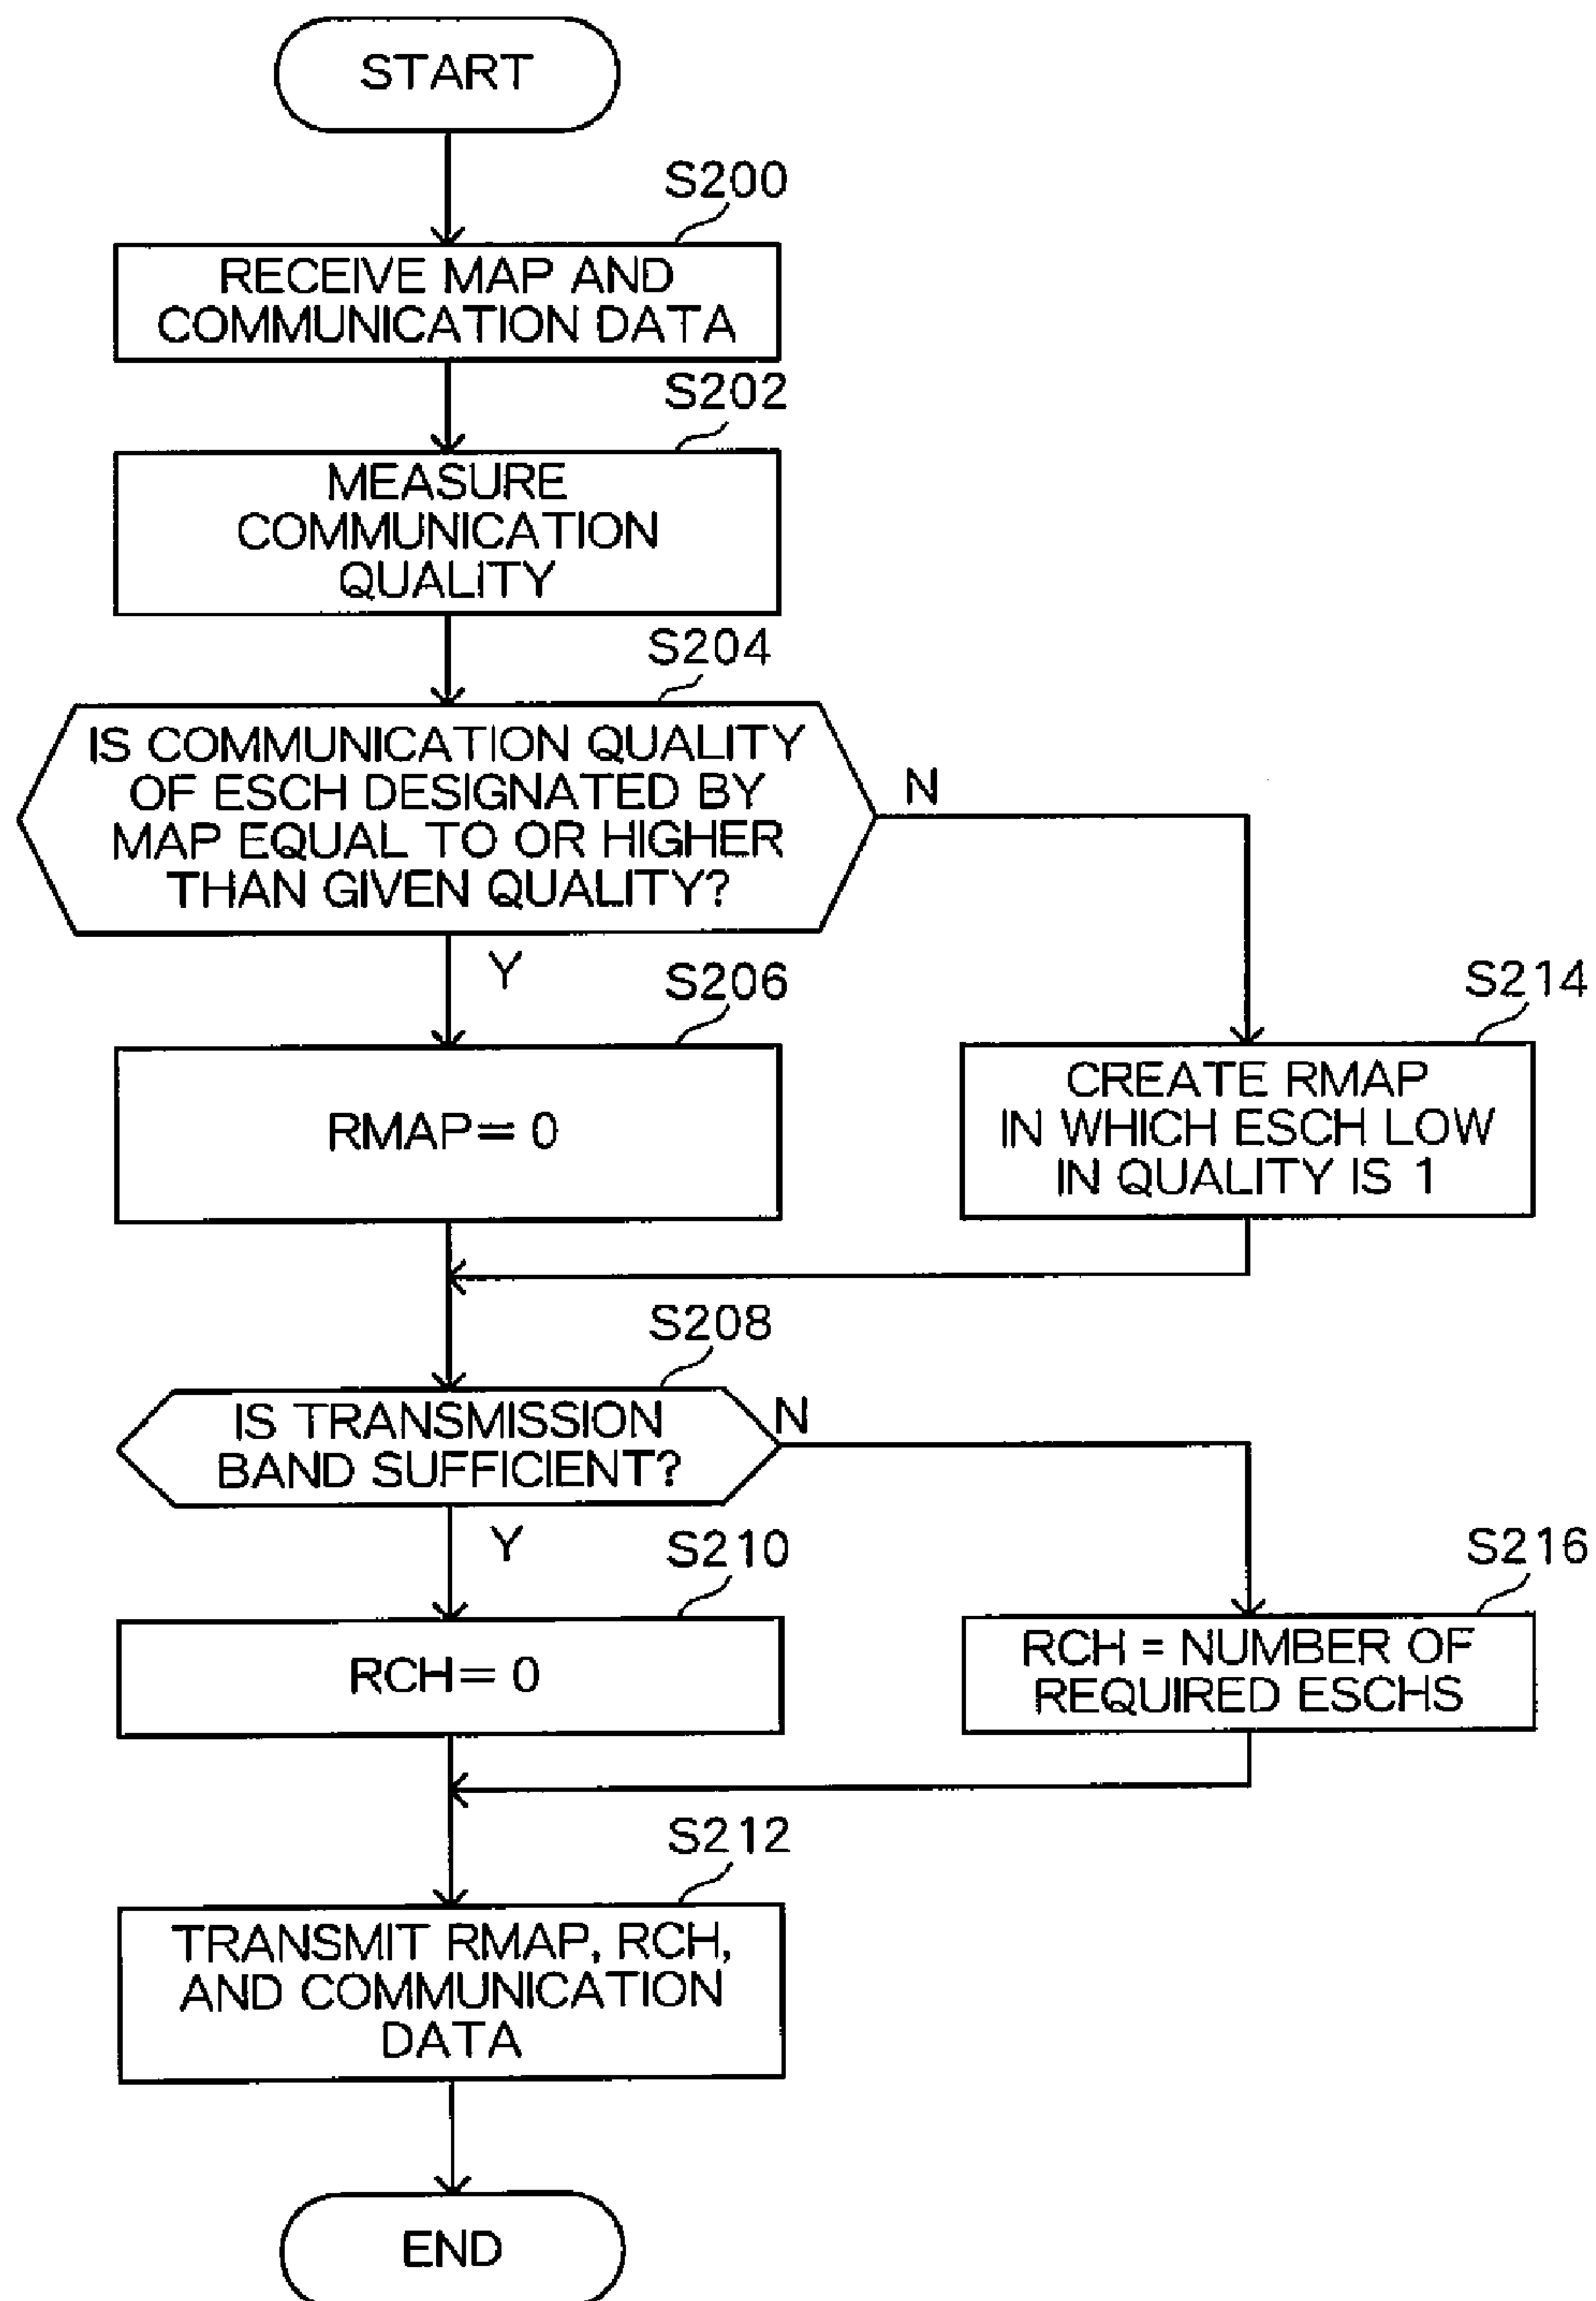 START
S200
RECEIVE MAP AND
COMMUNICATION DATA
S202
MEASURE
COMMUNICATION
QUALITY
S204
IS COMMUNICATION QUALITY
OF ESCH DESIGNATED BY
MAP EQUAL TO OR HIGHER
THAN GIVEN QUALITY?
N
Y
S206
RMAP= 0
S214
CREATE RMAP
IN WHICH ESCH LOW
IN QUALITY IS 1
S208
IS TRANSMISSION
BAND SUFFICIENT?
N
Y
S210
RCH= 0
S216
RCH = NUMBER OF
REQUIRED ESCHS
S212
TRANSMIT RMAP, RCH,
AND COMMUNICATION
DATA
END